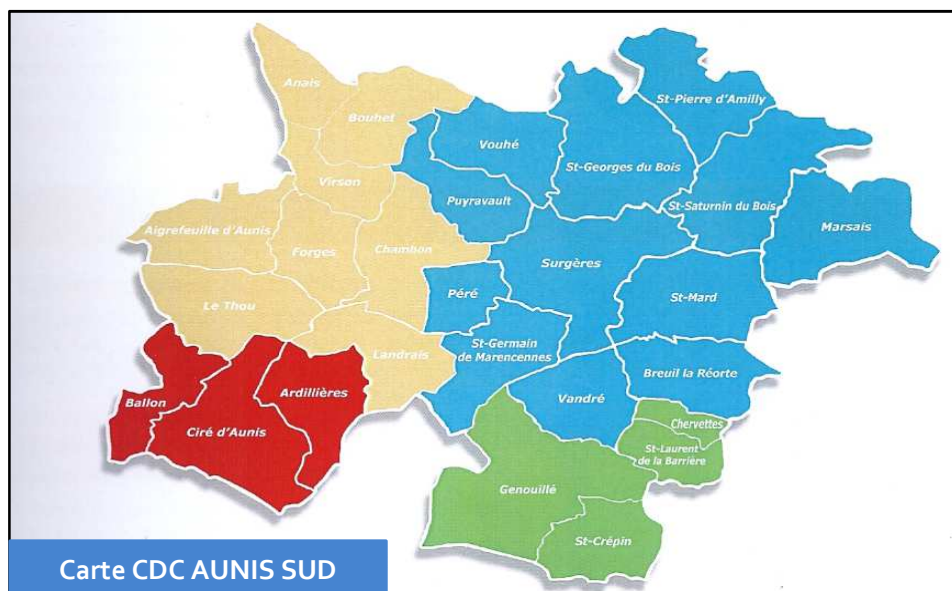 Anais
Bouhet
St-Pierre d'Amilly
Vouhé
St-Georges du Bois
Virson
Puyravault
St-Saturnin du Bois
Marsais
Aigrefeuille d'Aunis
Forges
Chambon
Surgères
Péré
St-Mard
Le Thou
St-Germain
de Marencennes
Landrais
Breuil la Réorte
Ardillières
Ballon
Vandré
Chervettes
Ciré d'Aunis
St-Laurent
de la Barrière
Genouillé
St-Crépin
Carte CDC AUNIS SUD